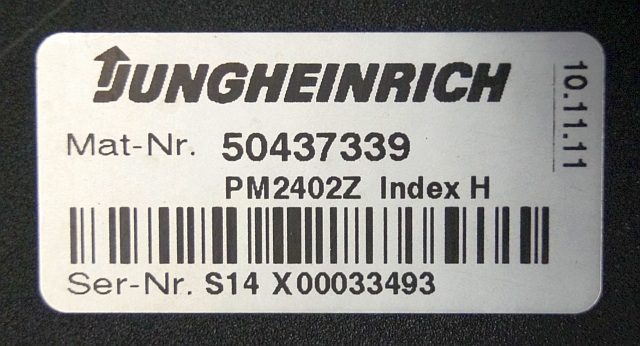 JUNGHEINRICH
10.11.11
Mat-Nr. 50437339
PM2402Z Index H
Ser-Nr. S14 X00033493